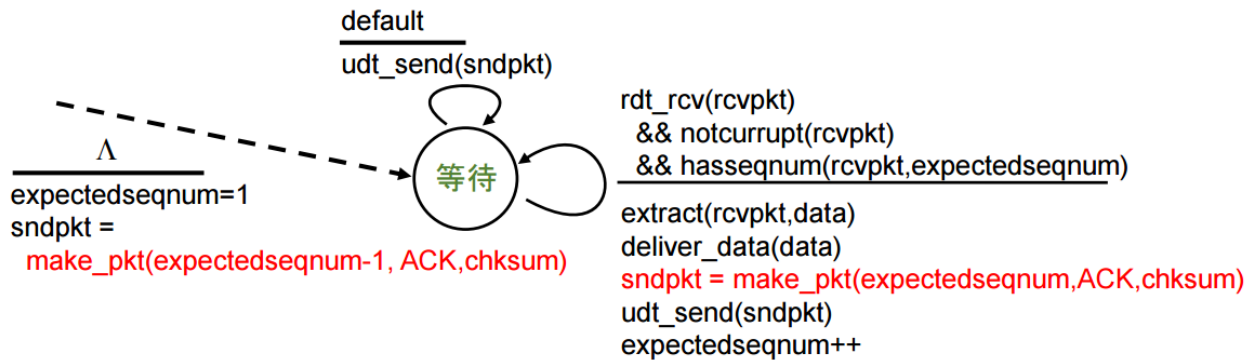 default
udt_send(sndpkt)
Λ
expectedseqnum=1
sndpkt =
make_pkt(expectedseqnum-1, ACK,chksum)
等待
rdt_rcv(rcvpkt)
&& notcurrupt(rcvpkt)
&& hasseqnum(rcvpkt,expectedseqnum)
extract(rcvpkt,data)
deliver_data(data)
sndpkt = make_pkt(expectedseqnum,ACK,chksum)
udt_send(sndpkt)
expectedseqnum++